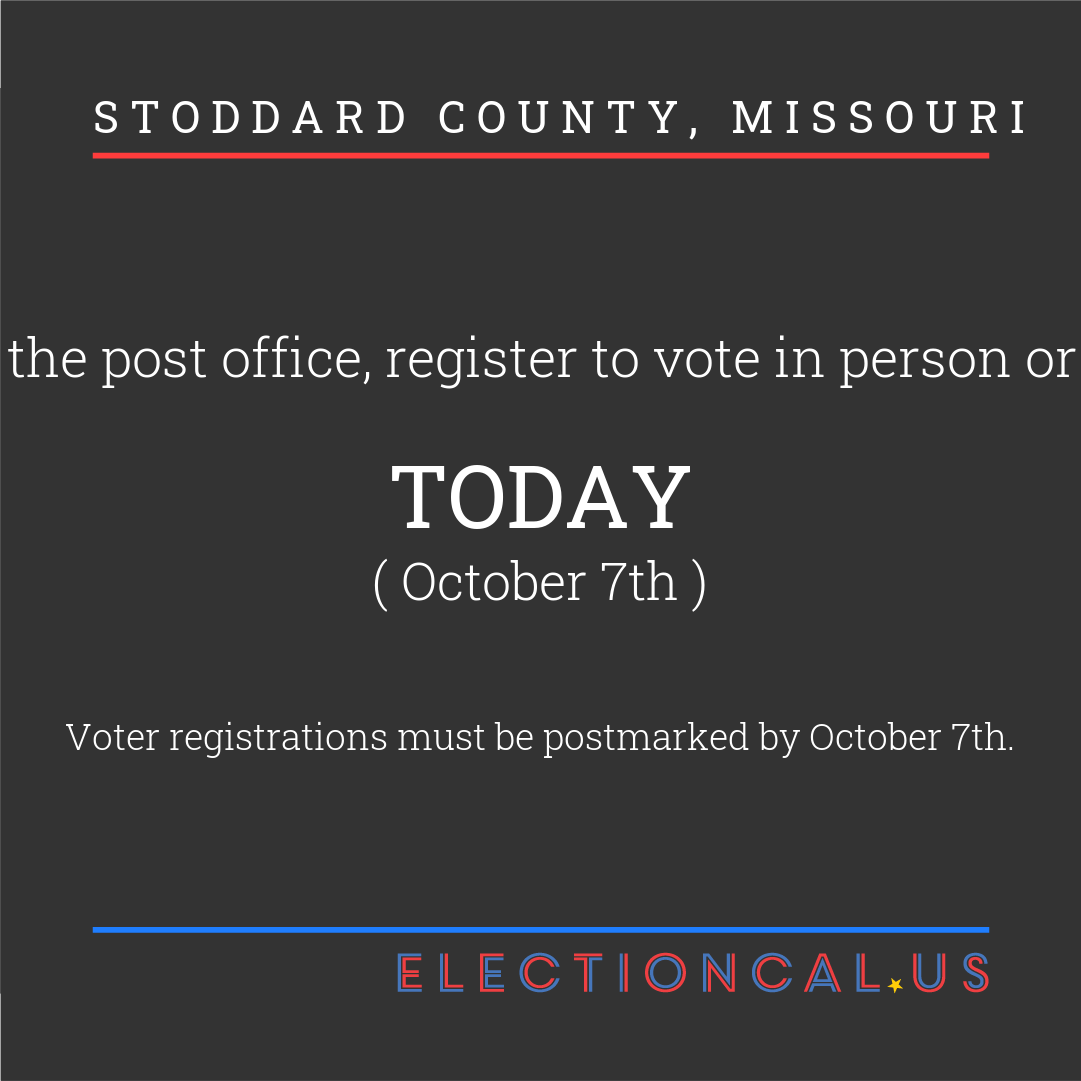 STODDARD COUNTY, MISSOURI
the post office, register to vote in person or
TODAY
( October 7th )
Voter registrations must be postmarked by October 7th.
ELECTIONCAL.US